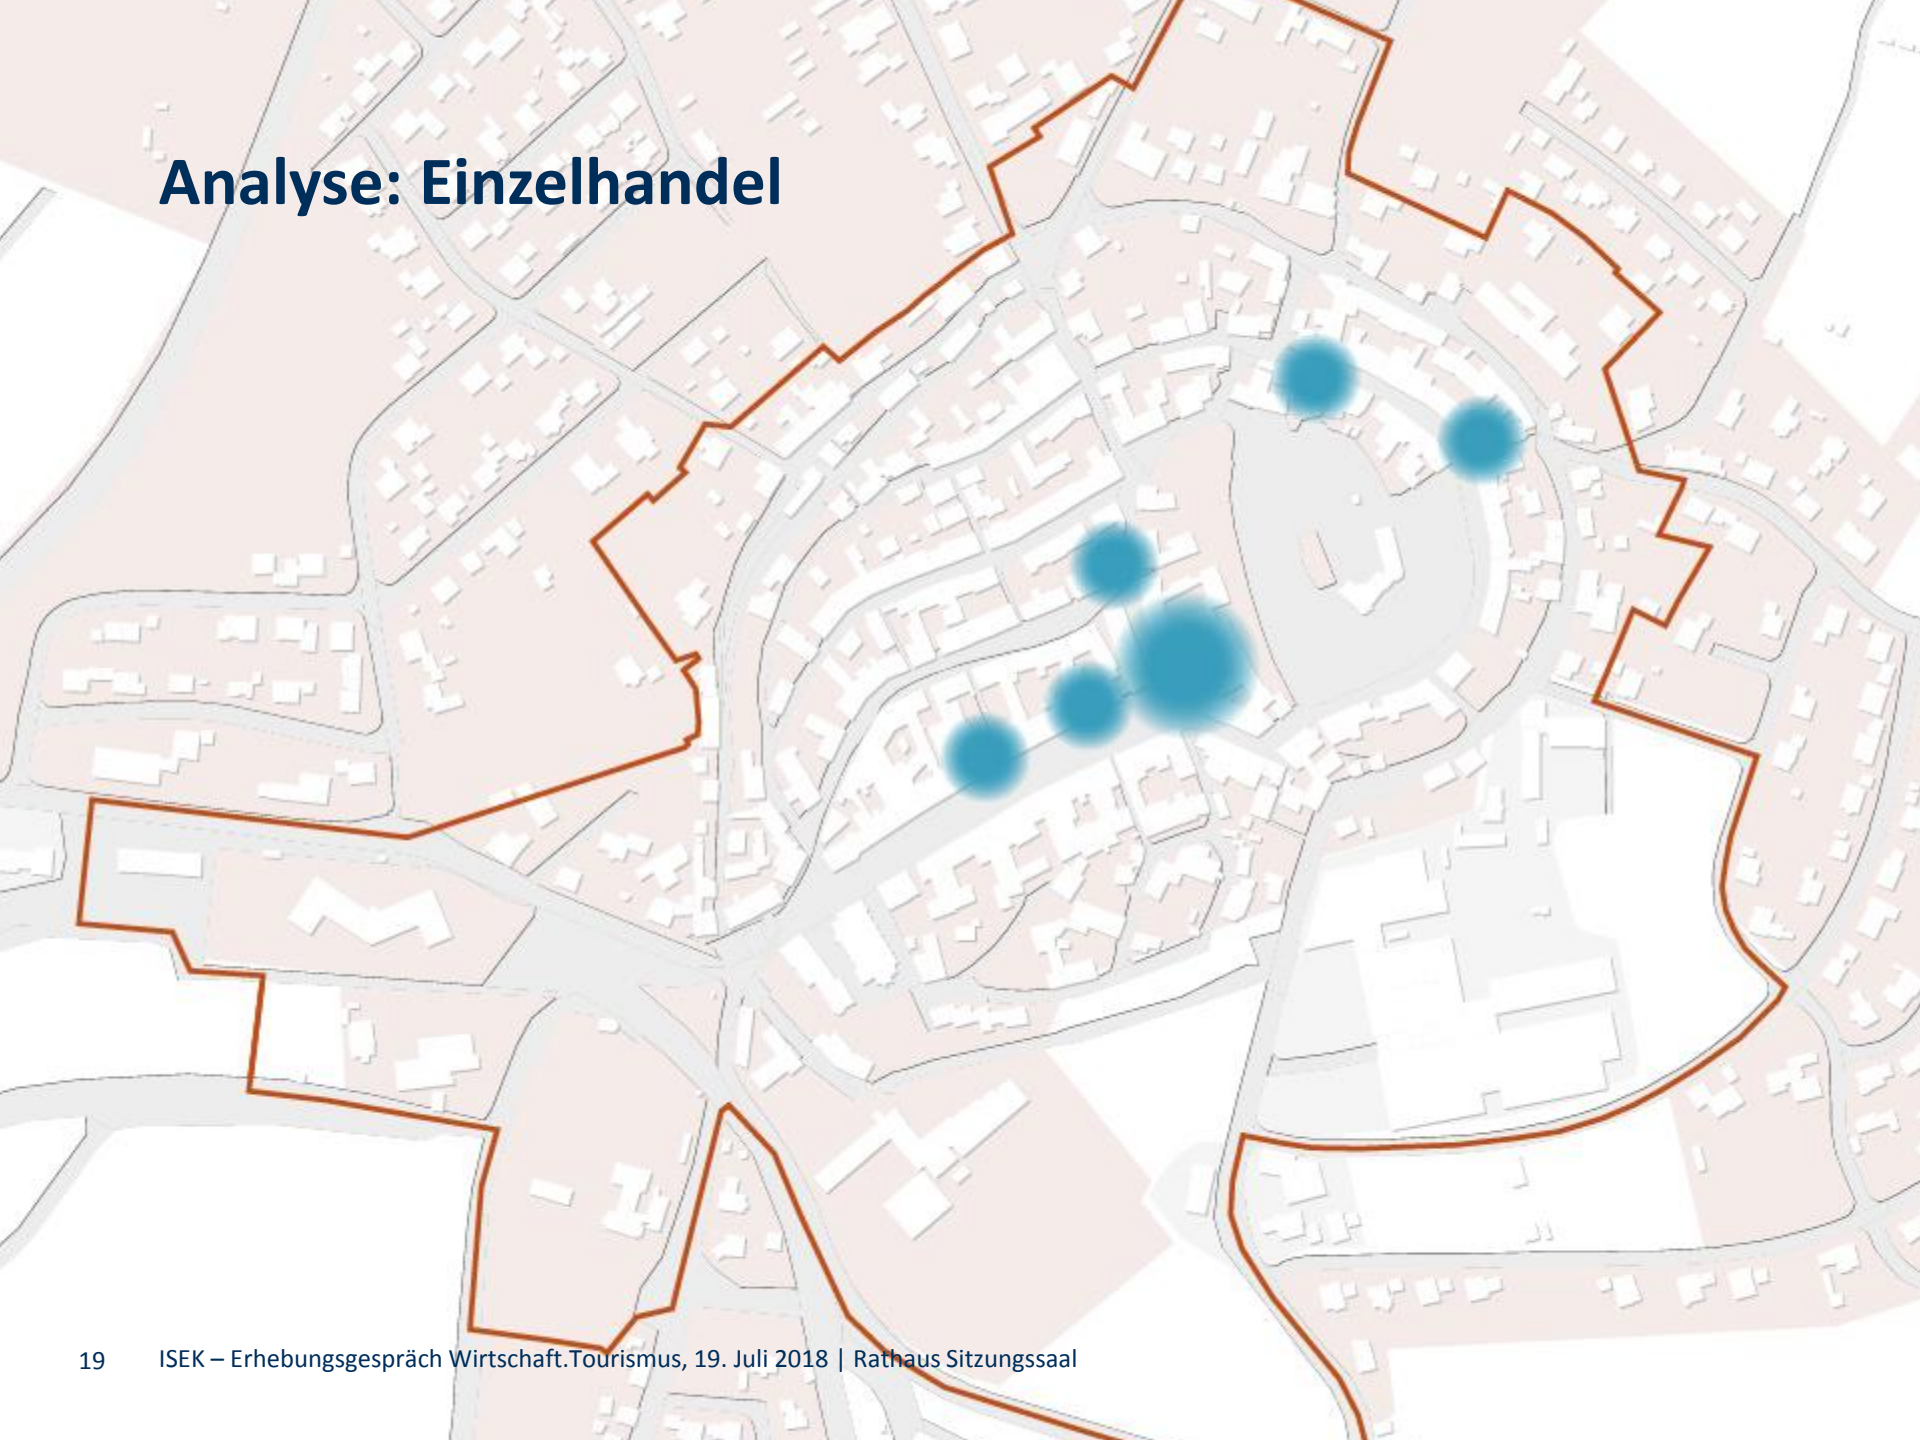 Analyse: Einzelhandel
19 ISEK – Erhebungsgespräch Wirtschaft.Tourismus, 19. Juli 2018 | Rathaus Sitzungssaal